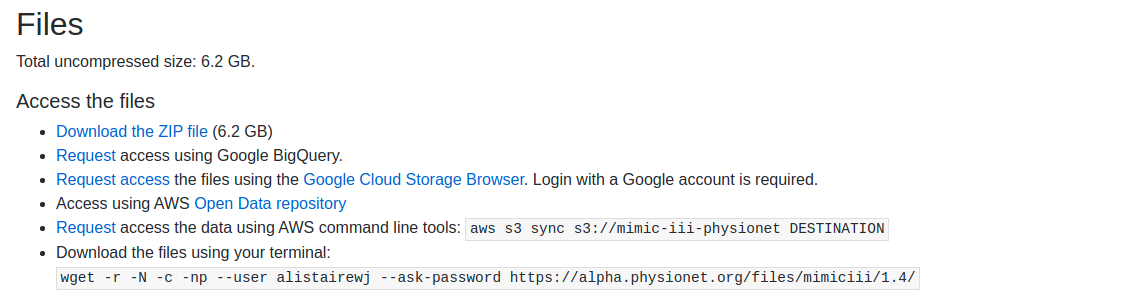 Files
Total uncompressed size: 6.2 GB.
Access the files
Download the ZIP file (6.2 GB)
Request access using Google BigQuery.
Request access the files using the Google Cloud Storage Browser. Login with a Google account is required.
Access using AWS Open Data repository
Request access the data using AWS command line tools: aws s3 sync s3://mimic-iii-physionet DESTINATION
Download the files using your terminal:
wget -r -N -c -np --user alistairewj --ask-password https://alpha.physionet.org/files/mimiciii/1.4/